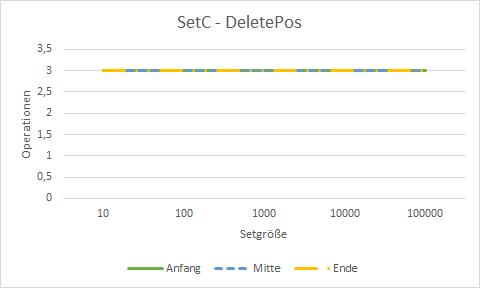 SetC - DeletePos
3,5
3
2,5
2
1,5
1
0,5
0
Operationen
10 100 1000 10000 100000
Setgröße
Anfang Mitte Ende